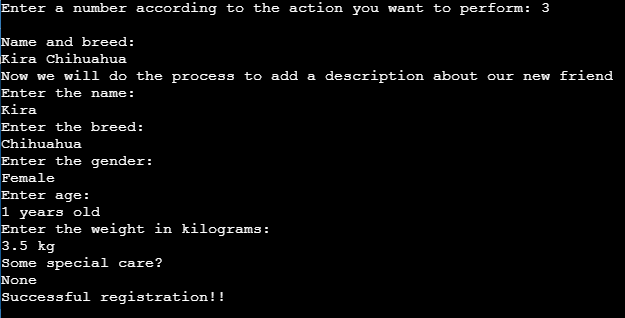 Enter a number according to the action you want to perform: 3
Name and breed:
Kira Chihuahua
Now we will do the process to add a description about our new friend
Enter the name:
Kira
Enter the breed:
Chihuahua
Enter the gender:
Female
Enter age:
1 years old
Enter the weight in kilograms:
3.5 kg
Some special care?
None
Successful registration!!